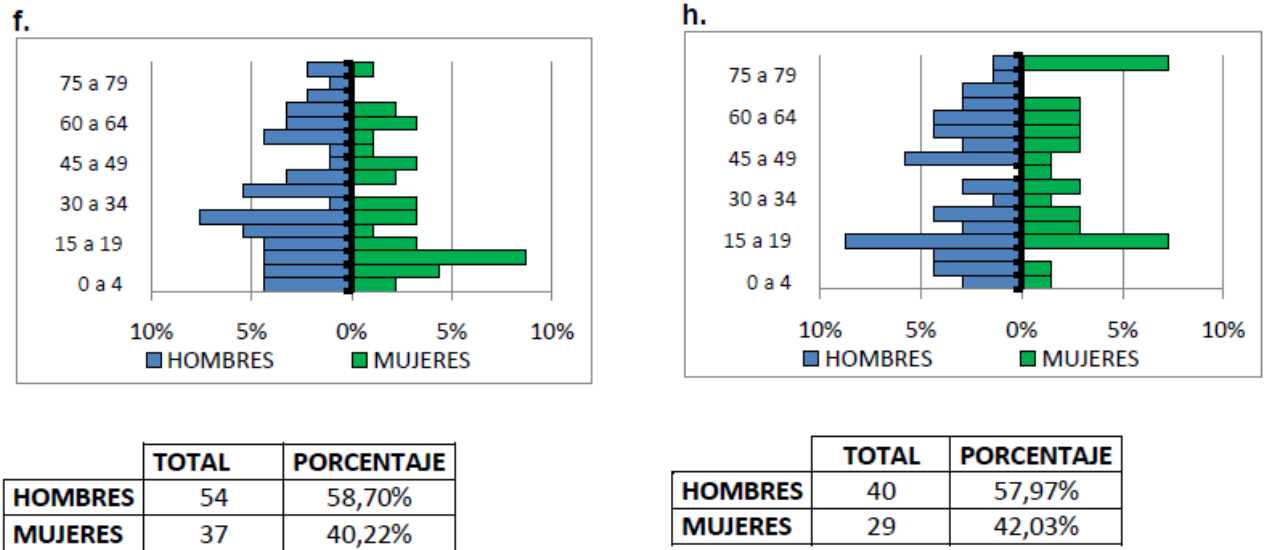 f.
75 a 79
60 a 64
45 a 49
30 a 34
15 a 19
0 a 4
10% 5% 0% 5% 10%
HOMBRES MUJERES
TOTAL PORCENTAJE
HOMBRES 54 58,70%
MUJERES 37 40,22%
h.
75 a 79
60 a 64
45 a 49
30 a 34
15 a 19
0 a 4
10% 5% 0% 5% 10%
HOMBRES MUJERES
TOTAL PORCENTAJE
HOMBRES 40 57,97%
MUJERES 29 42,03%